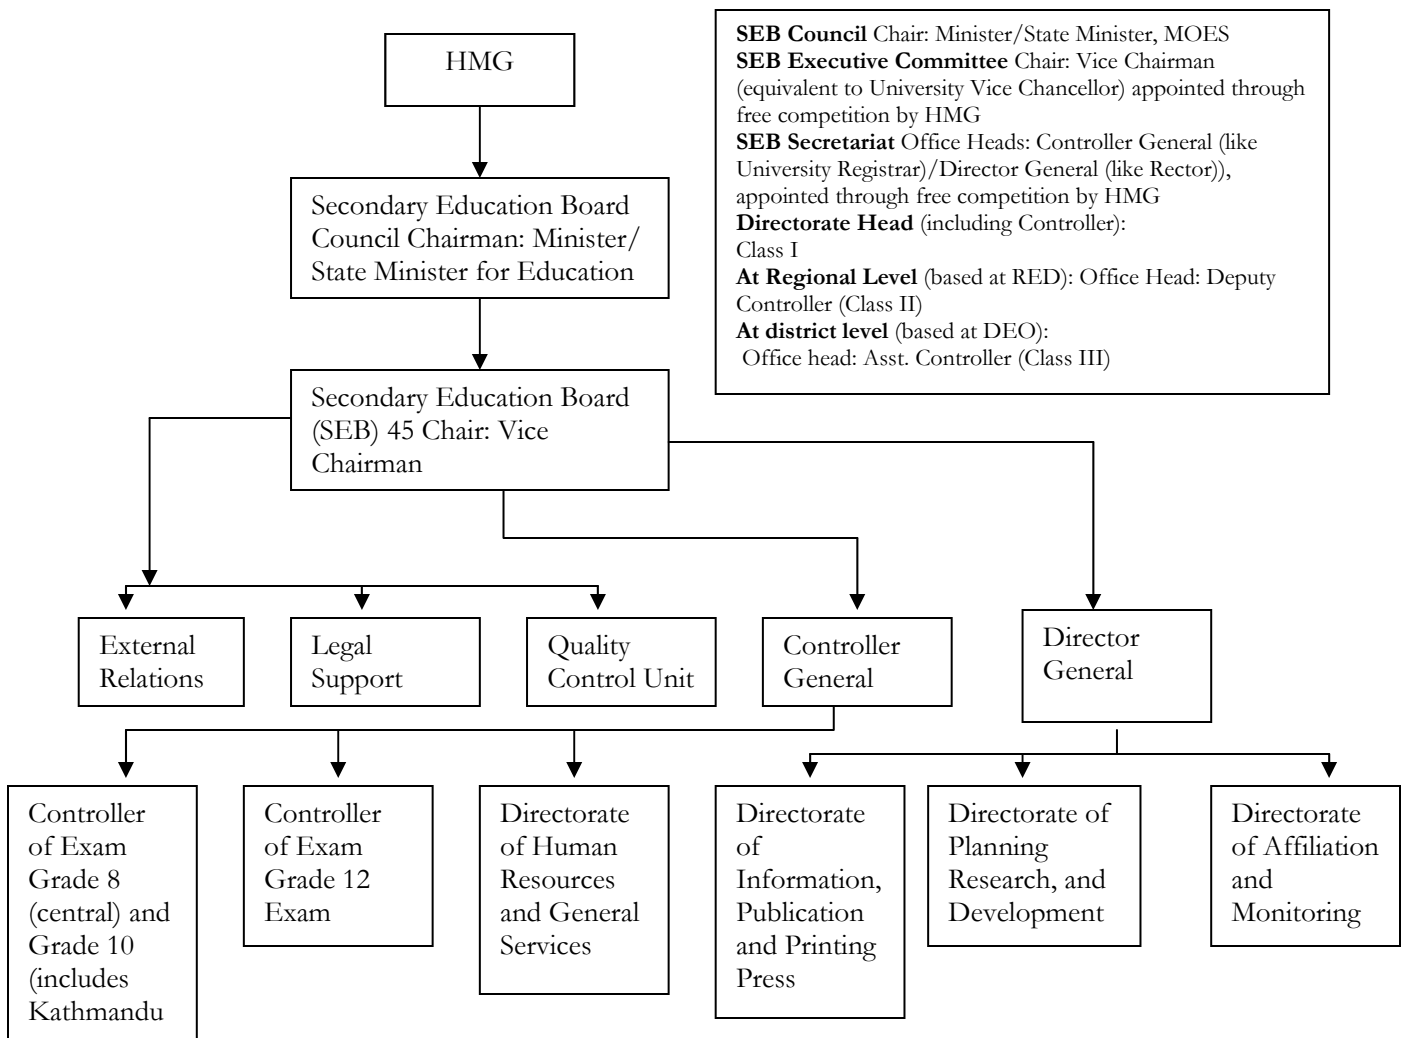 HMG
SEB Council Chair: Minister/State Minister, MOES
SEB Executive Committee Chair: Vice Chairman
(equivalent to University Vice Chancellor) appointed through
free competition by HMG
SEB Secretariat Office Heads: Controller General (like
University Registrar)/Director General (like Rector)),
appointed through free competition by HMG
Directorate Head (including Controller):
Class I
At Regional Level (based at RED): Office Head: Deputy
Controller (Class II)
At district level (based at DEO):
Office head: Asst. Controller (Class III)
Secondary Education Board
Council Chairman: Minister/
State Minister for Education
Secondary Education Board
(SEB) 45 Chair: Vice
Chairman
External
Relations
Legal
Support
Quality
Control Unit
Controller
General
Director
General
Controller
of Exam
Grade 8
(central) and
Grade 10
(includes
Kathmandu
Controller
of Exam
Grade 12
Exam
Directorate
of Human
Resources
and General
Services
Directorate
of
Information,
Publication
and Printing
Press
Directorate of
Planning
Research, and
Development
Directorate
of Affiliation
and
Monitoring